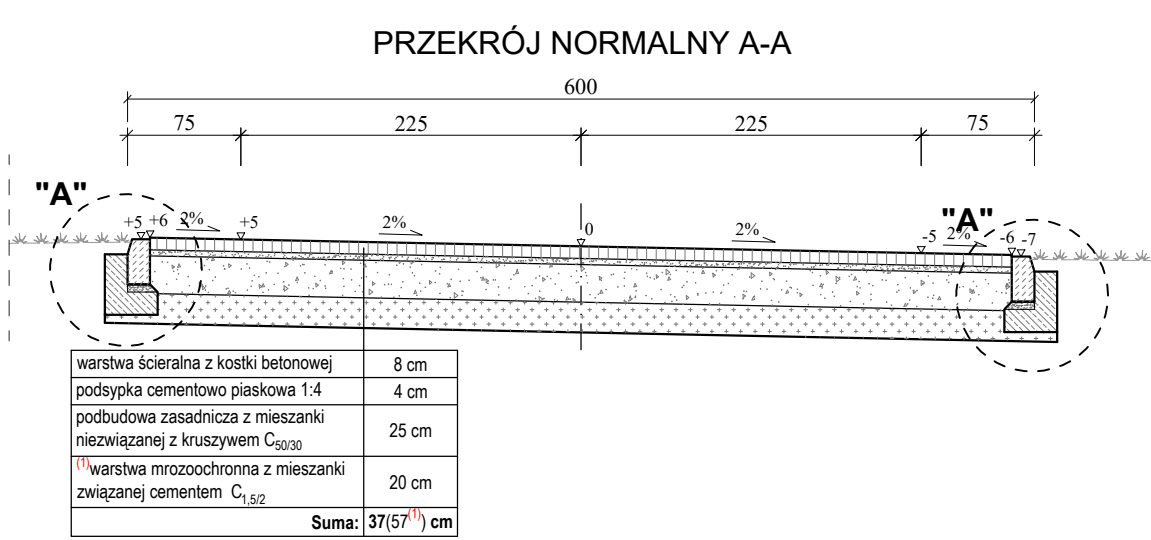 PRZEKRÓJ NORMALNY A-A
600
75 225 225 75
"A" "A"
+5 +6 2% +5 2% 0 2% -5 2% -6 -7
warstwa ścieralna z kostki betonowej 8 cm
podsypka cementowo piaskowa 1:4 4 cm
podbudowa zasadnicza z mieszanki
niezwiązanej z kruszywem C50/30 25 cm
(1)warstwa mrozoochronna z mieszanki
związanej cementem C1,5/2 20 cm
Suma: 37(57(1)) cm